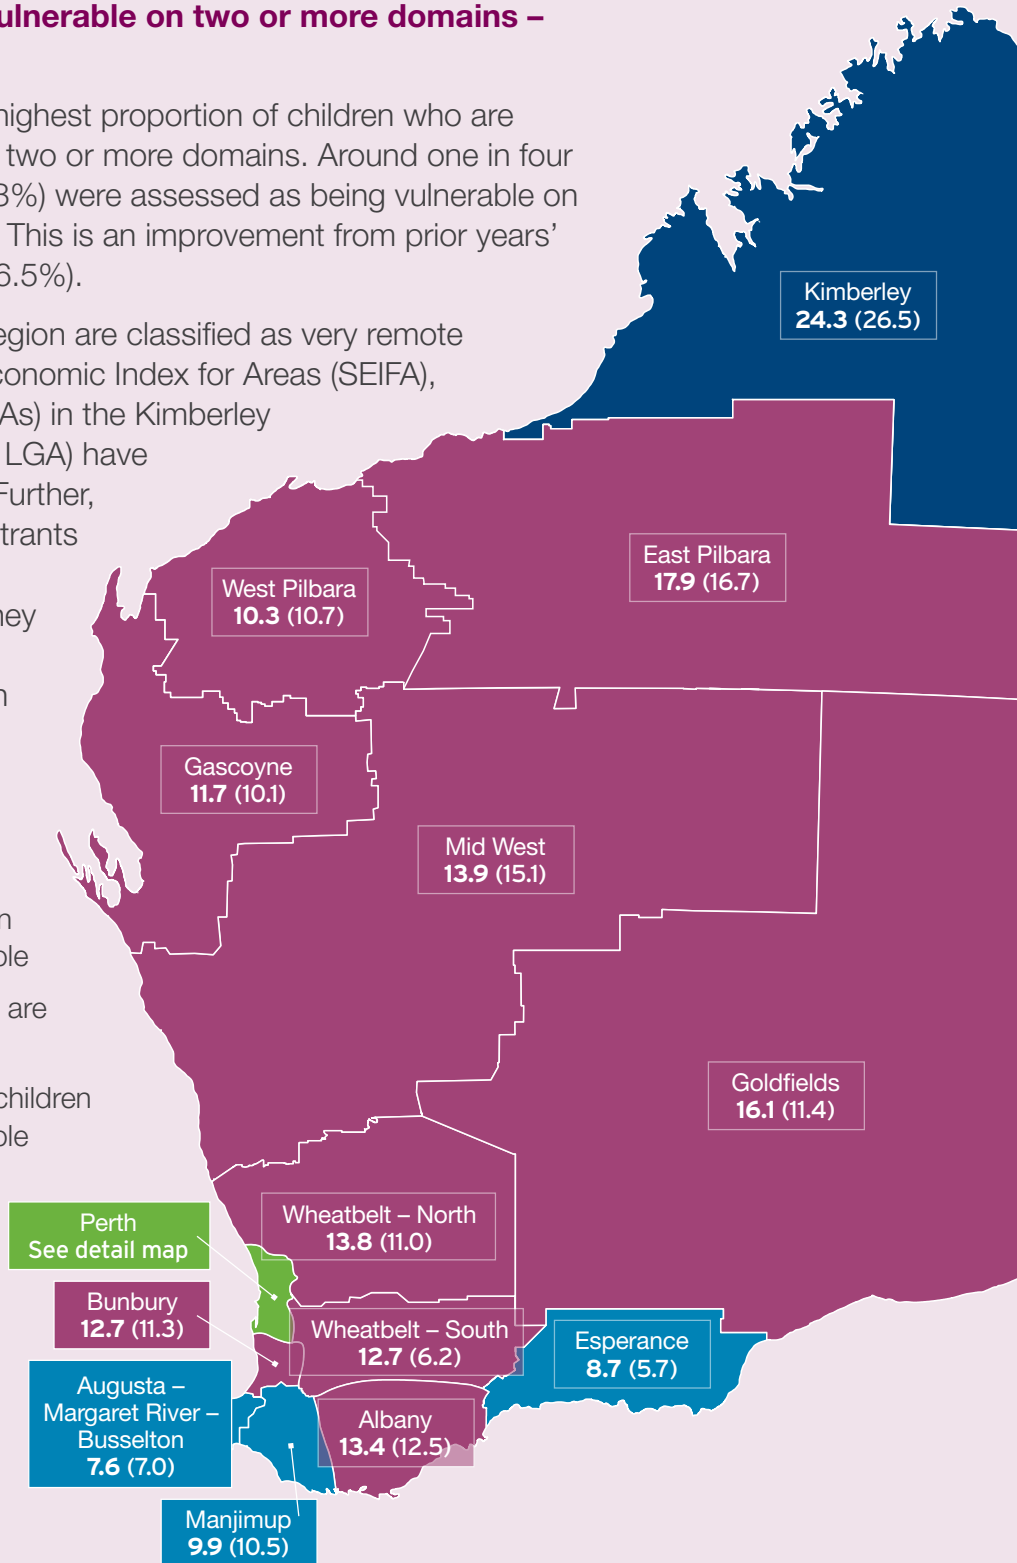 vulnerable on two or more domains –
highest proportion of children who are
two or more domains. Around one in four
3%) were assessed as being vulnerable on
This is an improvement from prior years’
6.5%).
egion are classified as very remote
conomic Index for Areas (SEIFA),
As) in the Kimberley
LGA) have
Further,
trants
ney
n
n
ble
are
children
ble
Kimberley
24.3 (26.5)
East Pilbara
17.9 (16.7)
West Pilbara
10.3 (10.7)
Gascoyne
11.7 (10.1)
Mid West
13.9 (15.1)
Goldfields
16.1 (11.4)
Wheatbelt – North
13.8 (11.0)
Perth
See detail map
Bunbury
12.7 (11.3)
Wheatbelt – South
12.7 (6.2)
Esperance
8.7 (5.7)
Augusta –
Margaret River –
Busselton
7.6 (7.0)
Albany
13.4 (12.5)
Manjimup
9.9 (10.5)